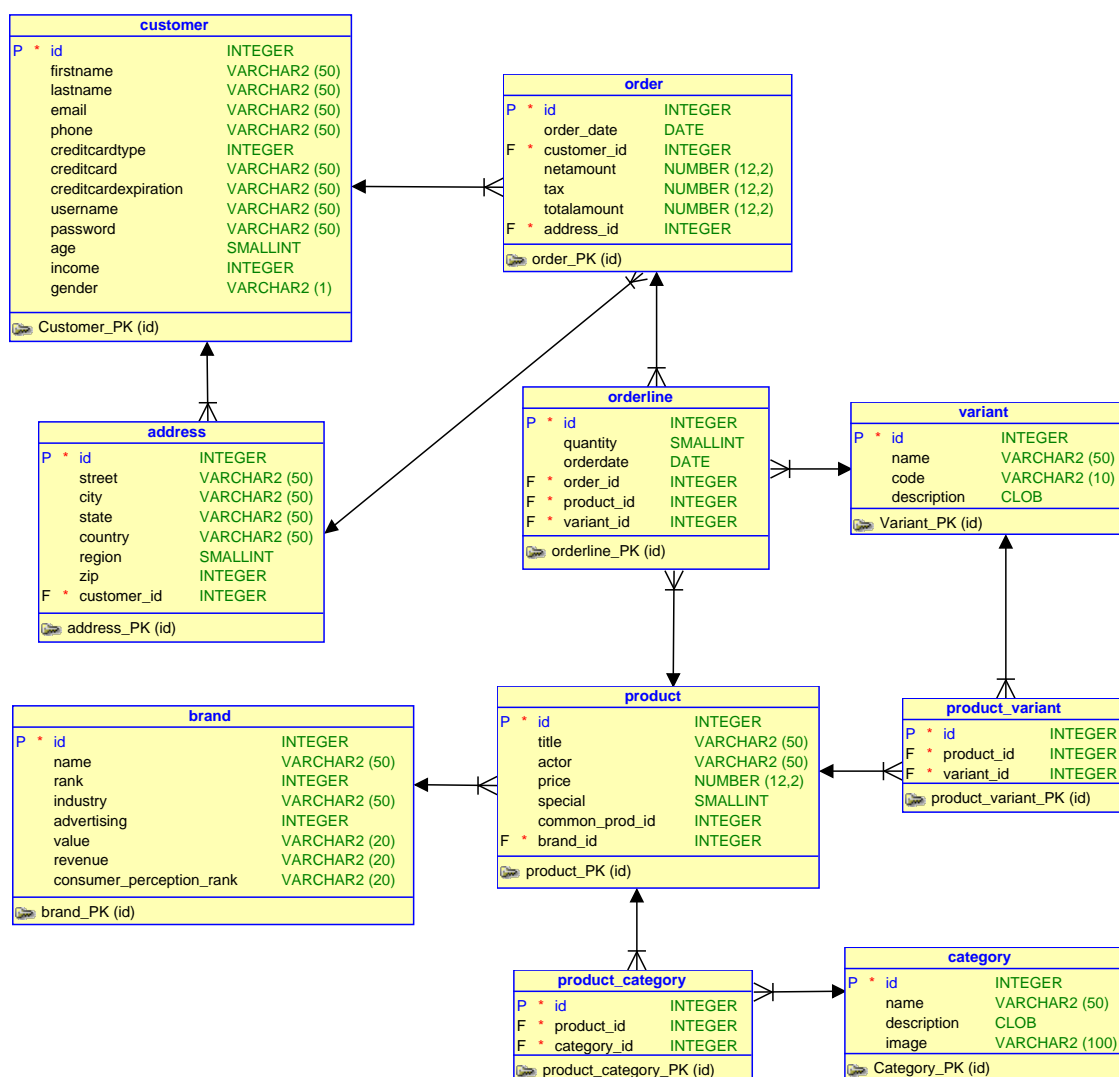 customer
P * id INTEGER
firstname VARCHAR2 (50)
lastname VARCHAR2 (50)
email VARCHAR2 (50)
phone VARCHAR2 (50)
creditcardtype INTEGER
creditcard VARCHAR2 (50)
creditcardexpiration VARCHAR2 (50)
username VARCHAR2 (50)
password VARCHAR2 (50)
age SMALLINT
income INTEGER
gender VARCHAR2 (1)
Customer_PK (id)
order
P * id INTEGER
order_date DATE
F * customer_id INTEGER
netamount NUMBER (12,2)
tax NUMBER (12,2)
totalamount NUMBER (12,2)
F * address_id INTEGER
order_PK (id)
address
P * id INTEGER
street VARCHAR2 (50)
city VARCHAR2 (50)
state VARCHAR2 (50)
country VARCHAR2 (50)
region SMALLINT
zip INTEGER
F * customer_id INTEGER
address_PK (id)
orderline
P * id INTEGER
quantity SMALLINT
orderdate DATE
F * order_id INTEGER
F * product_id INTEGER
F * variant_id INTEGER
orderline_PK (id)
variant
P * id INTEGER
name VARCHAR2 (50)
code VARCHAR2 (10)
description CLOB
Variant_PK (id)
brand
P * id INTEGER
name VARCHAR2 (50)
rank INTEGER
industry VARCHAR2 (50)
advertising INTEGER
value VARCHAR2 (20)
revenue VARCHAR2 (20)
consumer_perception_rank VARCHAR2 (20)
brand_PK (id)
product
P * id INTEGER
title VARCHAR2 (50)
actor VARCHAR2 (50)
price NUMBER (12,2)
special SMALLINT
common_prod_id INTEGER
F * brand_id INTEGER
product_PK (id)
product_variant
P * id INTEGER
F * product_id INTEGER
F * variant_id INTEGER
product_variant_PK (id)
product_category
P * id INTEGER
F * product_id INTEGER
F * category_id INTEGER
product_category_PK (id)
category
P * id INTEGER
name VARCHAR2 (50)
description CLOB
image VARCHAR2 (100)
Category_PK (id)